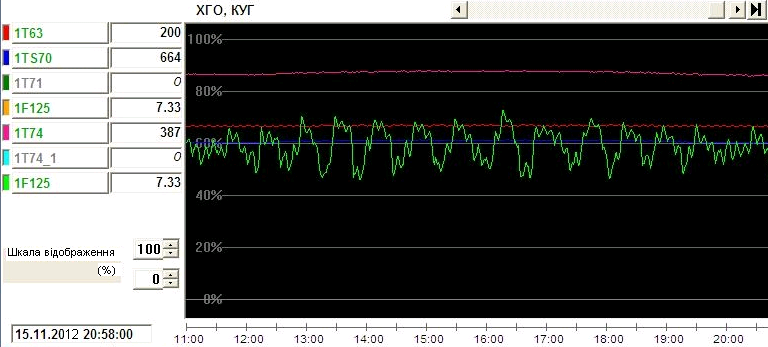 ХГО, КУГ
1T63 200
1TS70 664
1T71 0
1F125 7.33
1T74 387
1T74_1 0
1F125 7.33
100%
80%
60%
40%
20%
0%
Шкала відображення 100
(%) 0
15.11.2012 20:58:00
11:00 12:00 13:00 14:00 15:00 16:00 17:00 18:00 19:00 20:00